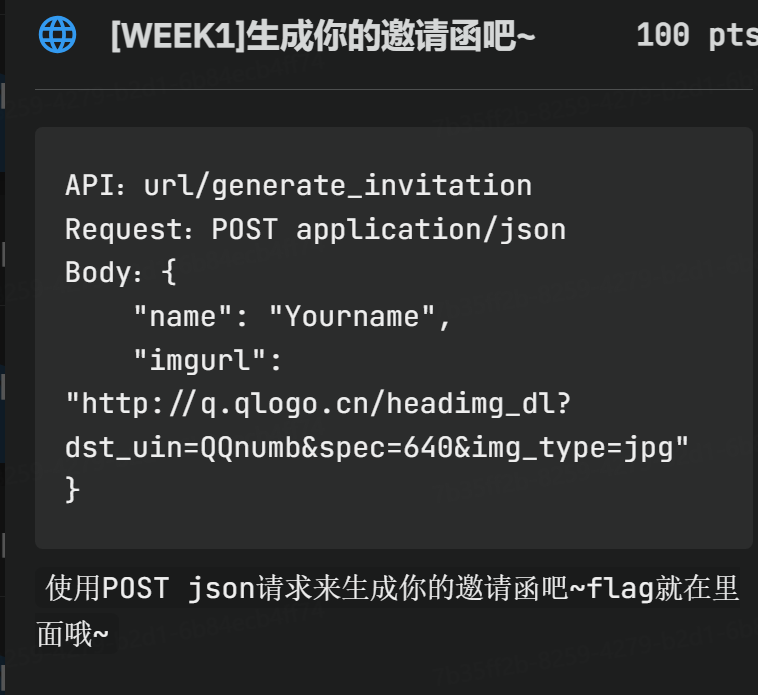 [WEEK1]生成你的邀请函吧~ 100 pts
API：url/generate_invitation
Request：POST application/json
Body：{
"name": "Yourname",
"imgurl":
"http://q.qlogo.cn/headimg_dl?
dst_uin=QQnumb&spec=640&img_type=jpg"
}
使用POST json请求来生成你的邀请函吧~flag就在里
面哦~